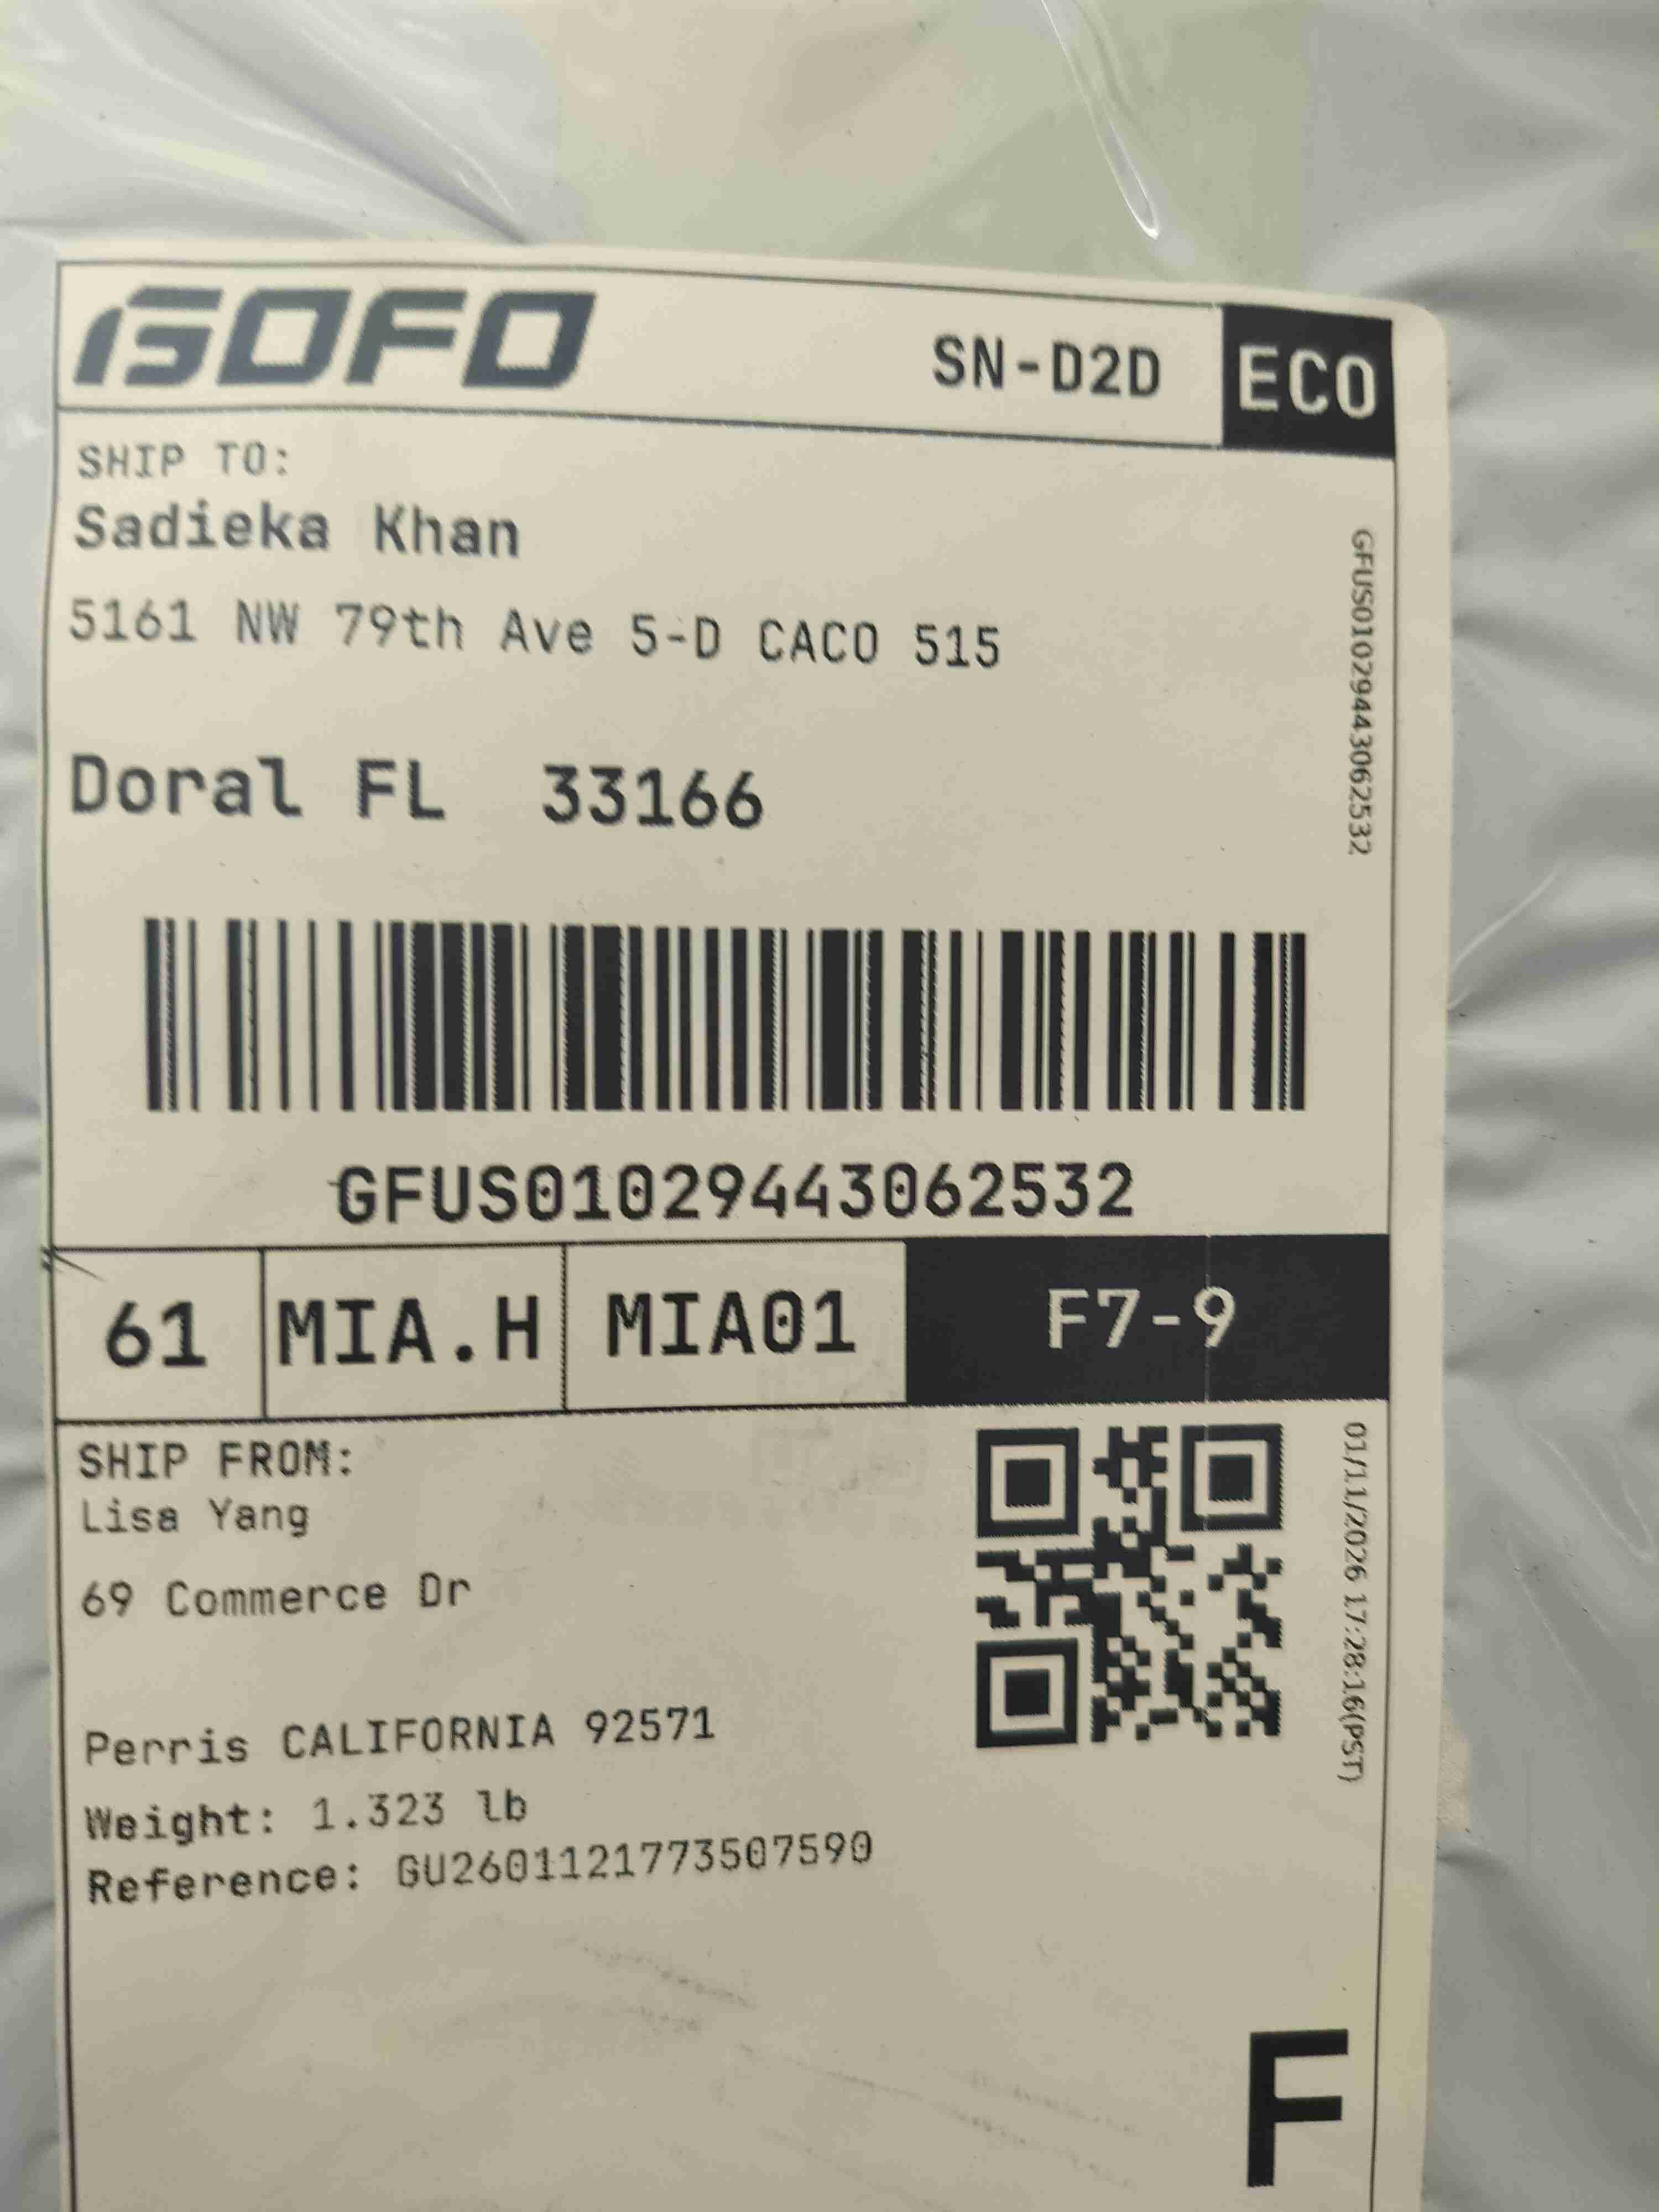 GOFO SN-D2D ECO
SHIP TO:
Sadieka Khan
5161 NW 79th Ave 5-D CACO 515
Doral FL 33166
GFUS01029443062532
GFUS01029443062532
61 MIA.H MIA01 F7-9
SHIP FROM:
Lisa Yang
69 Commerce Dr
Perris CALIFORNIA 92571
Weight: 1.323 lb
Reference: GU2601121773507590
01/11/2026 17:28:16(PST)
F